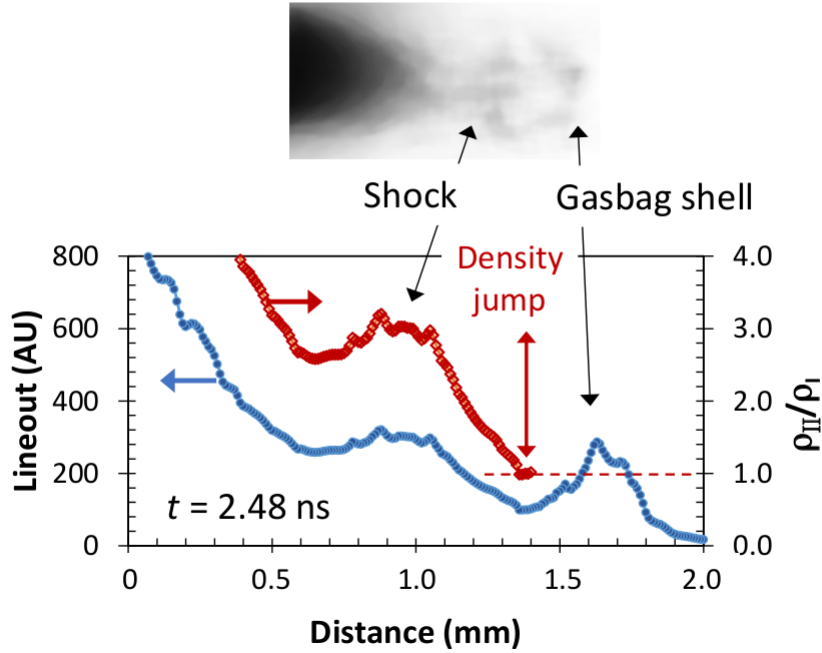 Shock
Gasbag shell
Density
jump
Lineout (AU)
800
600
400
200
0
4.0
3.0
2.0
1.0
0.0
ρII/ρI
t = 2.48 ns
0
0.5
1.0
1.5
2.0
Distance (mm)